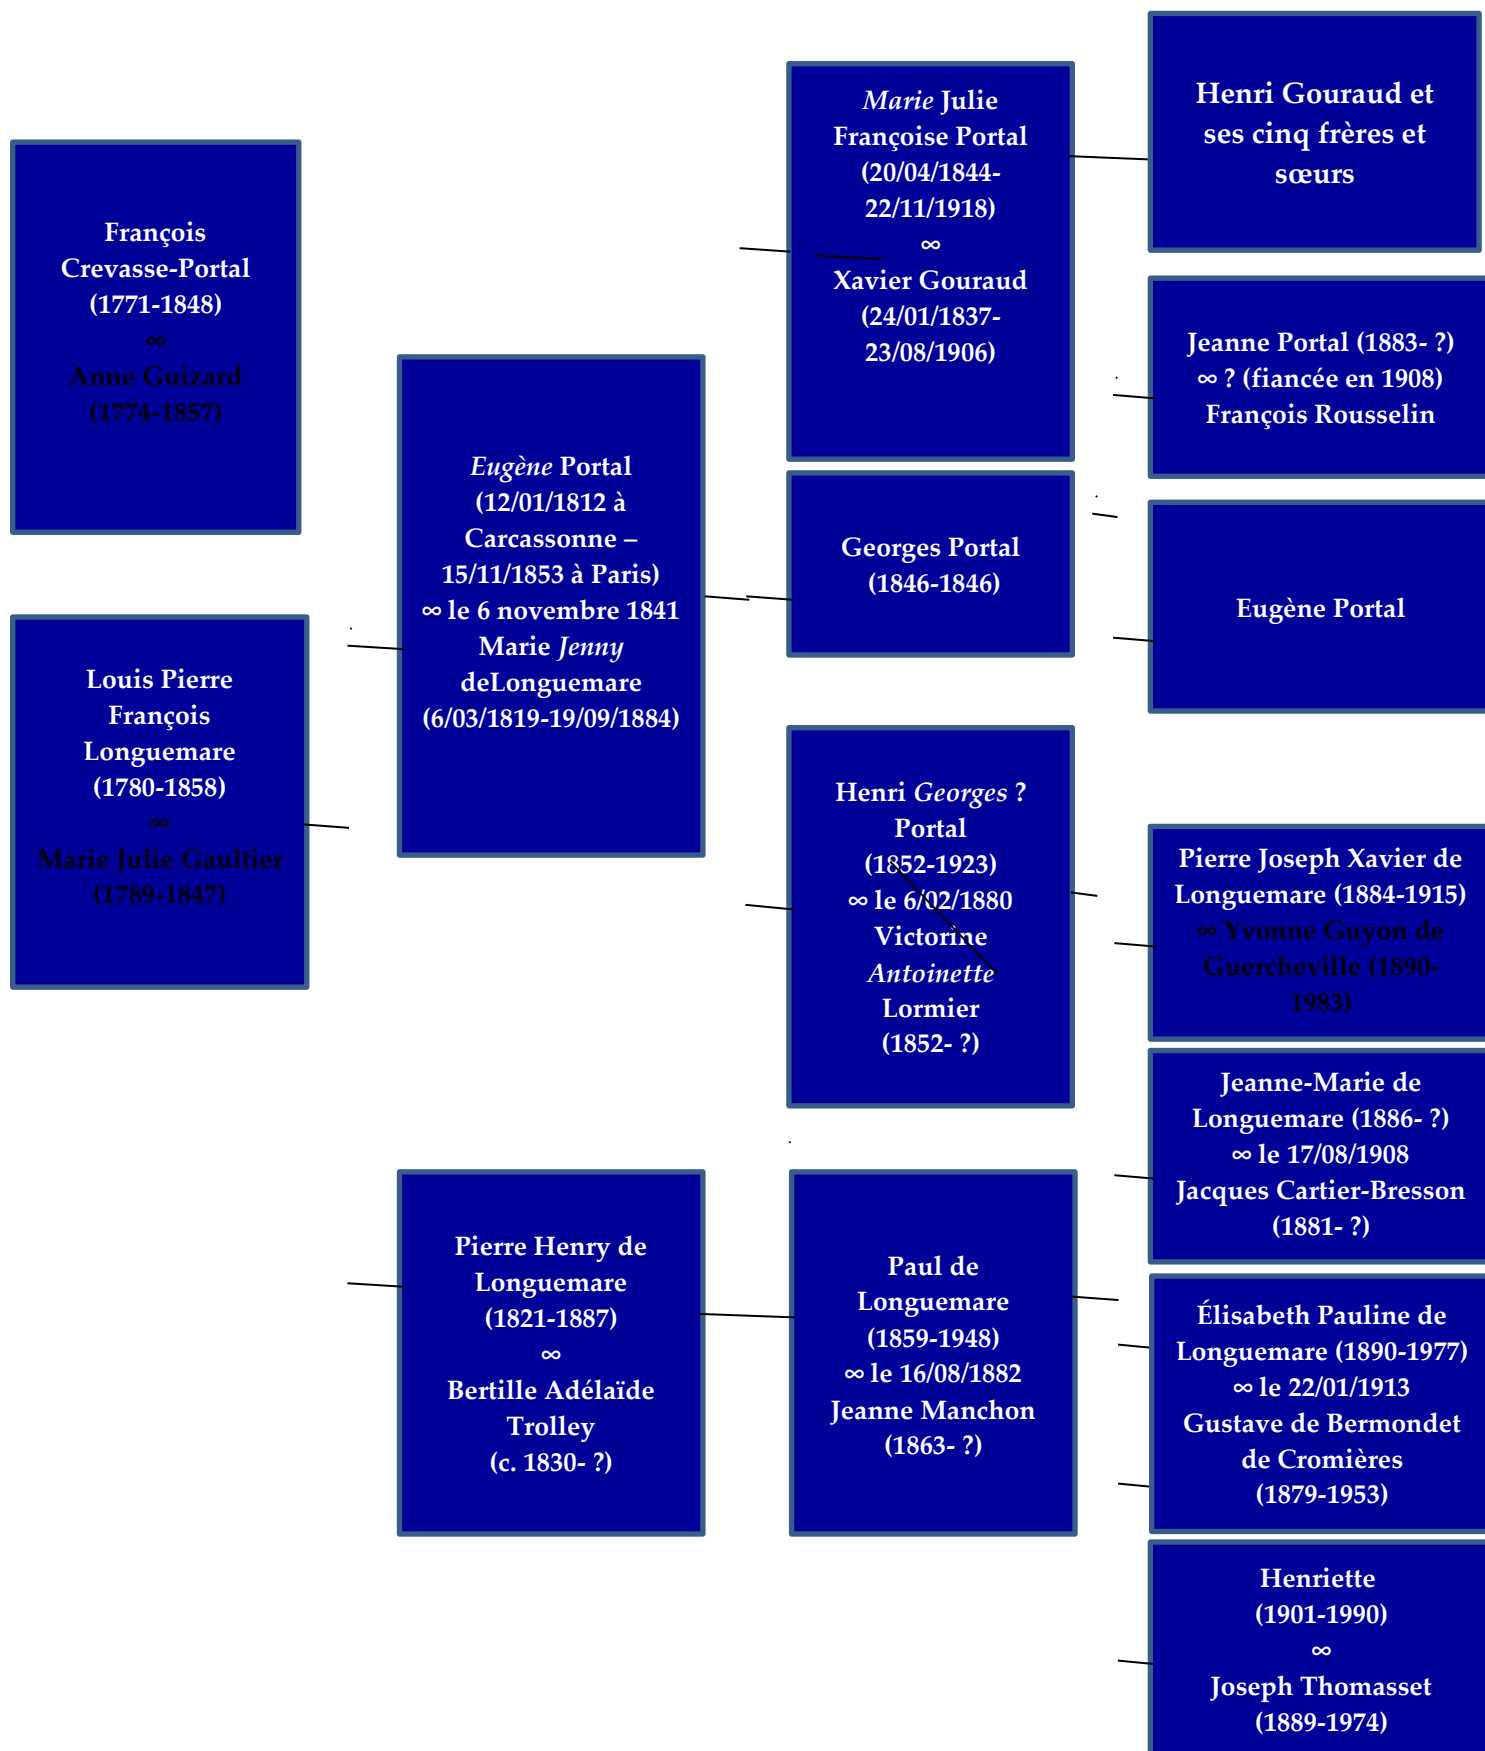 François
Crevasse-Portal
(1771-1848)
∞
Anne Guizard
(1774-1857)
Louis Pierre
François
Longuemare
(1780-1858)
∞
Marie Julie Gaultier
(1789-1847)
Eugène Portal
(12/01/1812 à
Carcassonne –
15/11/1853 à Paris)
∞ le 6 novembre 1841
Marie Jenny
deLonguemare
(6/03/1819-19/09/1884)
Pierre Henry de
Longuemare
(1821-1887)
∞
Bertille Adélaïde
Trolley
(c. 1830- ?)
Marie Julie
Françoise Portal
(20/04/1844-
22/11/1918)
∞
Xavier Gouraud
(24/01/1837-
23/08/1906)
Georges Portal
(1846-1846)
Henri Georges ?
Portal
(1852-1923)
∞ le 6/02/1880
Victorine
Antoinette
Lormier
(1852- ?)
Paul de
Longuemare
(1859-1948)
∞ le 16/08/1882
Jeanne Manchon
(1863- ?)
Henri Gouraud et
ses cinq frères et
sœurs
Jeanne Portal (1883- ?)
∞ ? (fiancée en 1908)
François Rousselin
Eugène Portal
Pierre Joseph Xavier de
Longuemare (1884-1915)
∞ Yvonne Guyon de
Guercheville (1890-
1983)
Jeanne-Marie de
Longuemare (1886- ?)
∞ le 17/08/1908
Jacques Cartier-Bresson
(1881- ?)
Élisabeth Pauline de
Longuemare (1890-1977)
∞ le 22/01/1913
Gustave de Bermondet
de Cromières
(1879-1953)
Henriette
(1901-1990)
∞
Joseph Thomasset
(1889-1974)